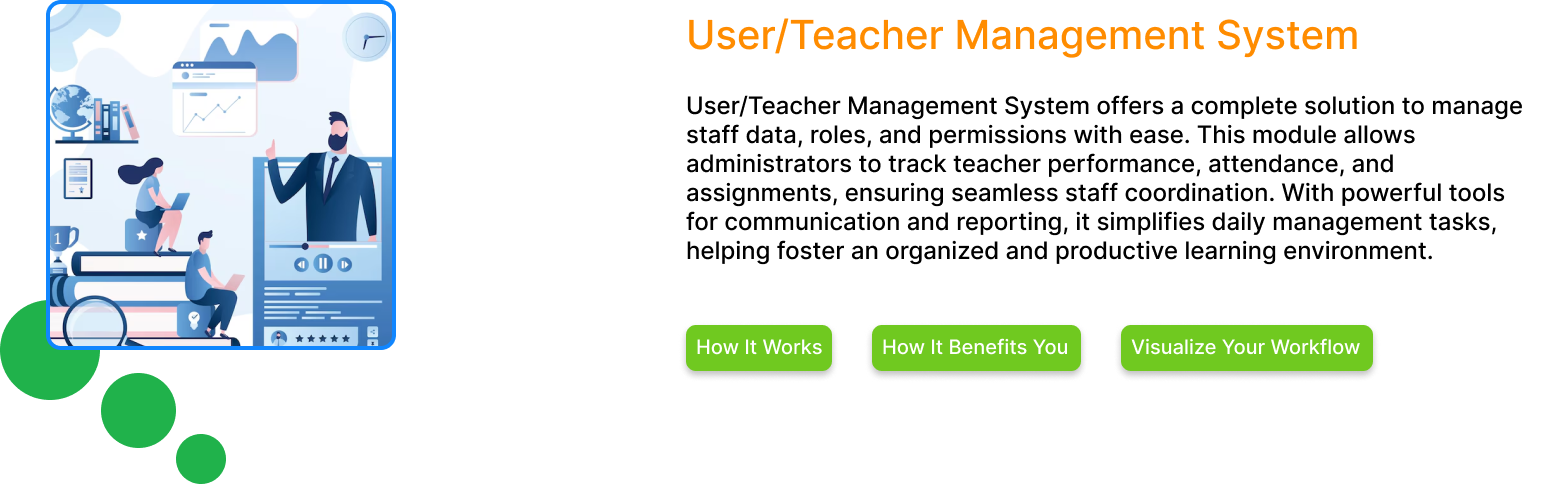 1
User/Teacher Management System
User/Teacher Management System offers a complete solution to manage
staff data, roles, and permissions with ease. This module allows
administrators to track teacher performance, attendance, and
assignments, ensuring seamless staff coordination. With powerful tools
for communication and reporting, it simplifies daily management tasks,
helping foster an organized and productive learning environment.
How It Works
How It Benefits You
Visualize Your Workflow